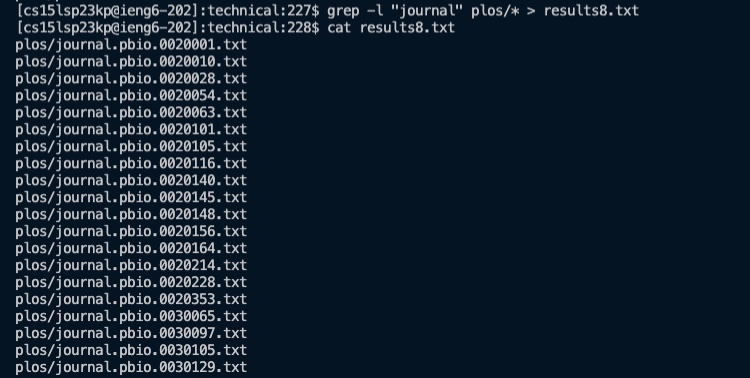 [cs15lsp23kp@ieng6-202]:technical:227$ grep -l "journal" plos/* > results8.txt
[cs15lsp23kp@ieng6-202]:technical:228$ cat results8.txt
plos/journal.pbio.0020001.txt
plos/journal.pbio.0020010.txt
plos/journal.pbio.0020028.txt
plos/journal.pbio.0020054.txt
plos/journal.pbio.0020063.txt
plos/journal.pbio.0020101.txt
plos/journal.pbio.0020105.txt
plos/journal.pbio.0020116.txt
plos/journal.pbio.0020140.txt
plos/journal.pbio.0020145.txt
plos/journal.pbio.0020148.txt
plos/journal.pbio.0020156.txt
plos/journal.pbio.0020164.txt
plos/journal.pbio.0020214.txt
plos/journal.pbio.0020228.txt
plos/journal.pbio.0020353.txt
plos/journal.pbio.0030065.txt
plos/journal.pbio.0030097.txt
plos/journal.pbio.0030105.txt
plos/journal.pbio.0030129.txt